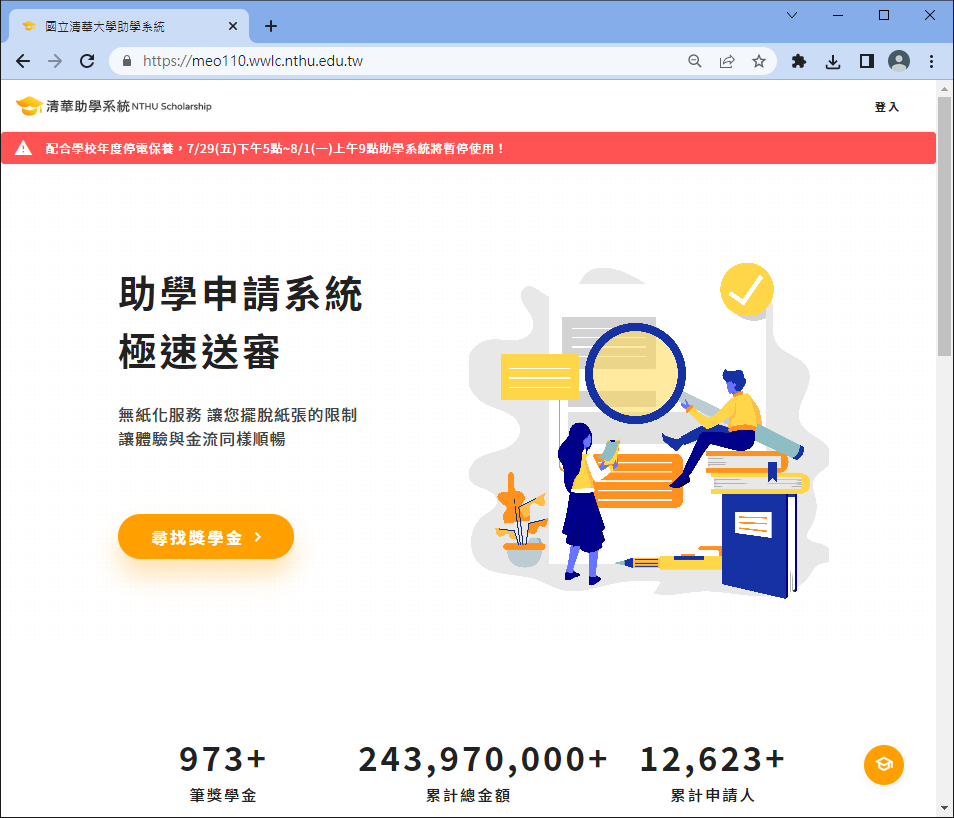 國立清華大學助學系統
https://meo110.wwlc.nthu.edu.tw
清華助學系統 NTHU Scholarship
登入
配合學校年度停電保養，7/29(五)下午5點~8/1(一)上午9點助學系統將暫停使用！
助學申請系統
極速送審
無紙化服務 讓您擺脫紙張的限制
讓體驗與金流同樣順暢
尋找獎學金
973+ 243,970,000+ 12,623+
筆獎學金 累計總金額 累計申請人